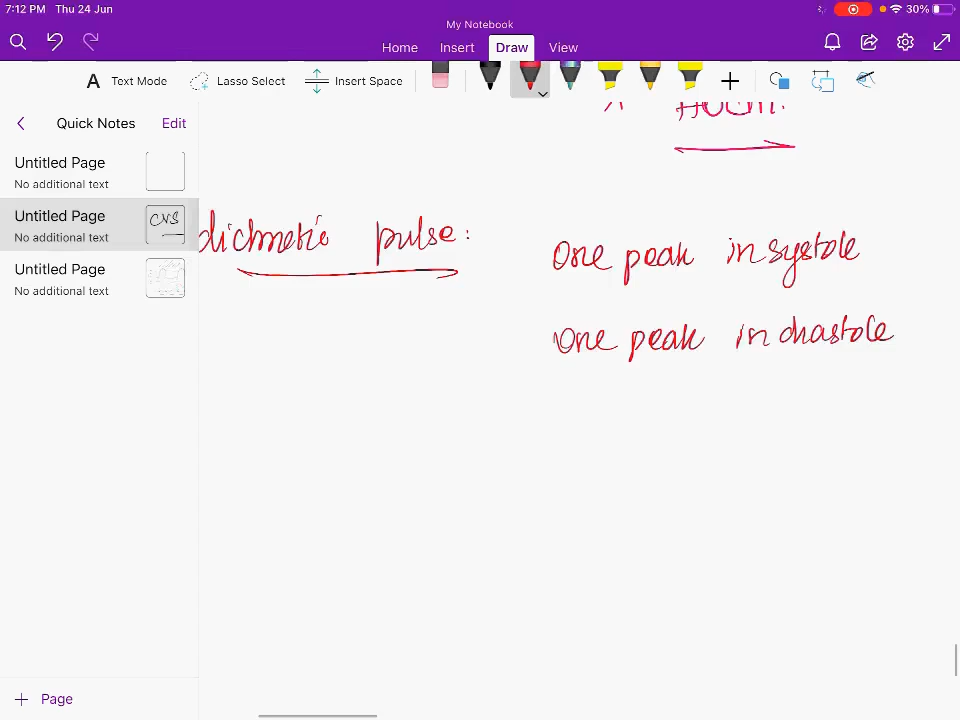 7:12 PM Thu 24 Jun
30%
My Notebook
Home Insert Draw View
Text Mode Lasso Select Insert Space
Quick Notes Edit
Untitled Page
No additional text
Untitled Page
No additional text
CNS
Untitled Page
No additional text
HOCM.
pulse:
One peak in systole
One peak in diastole
+ Page